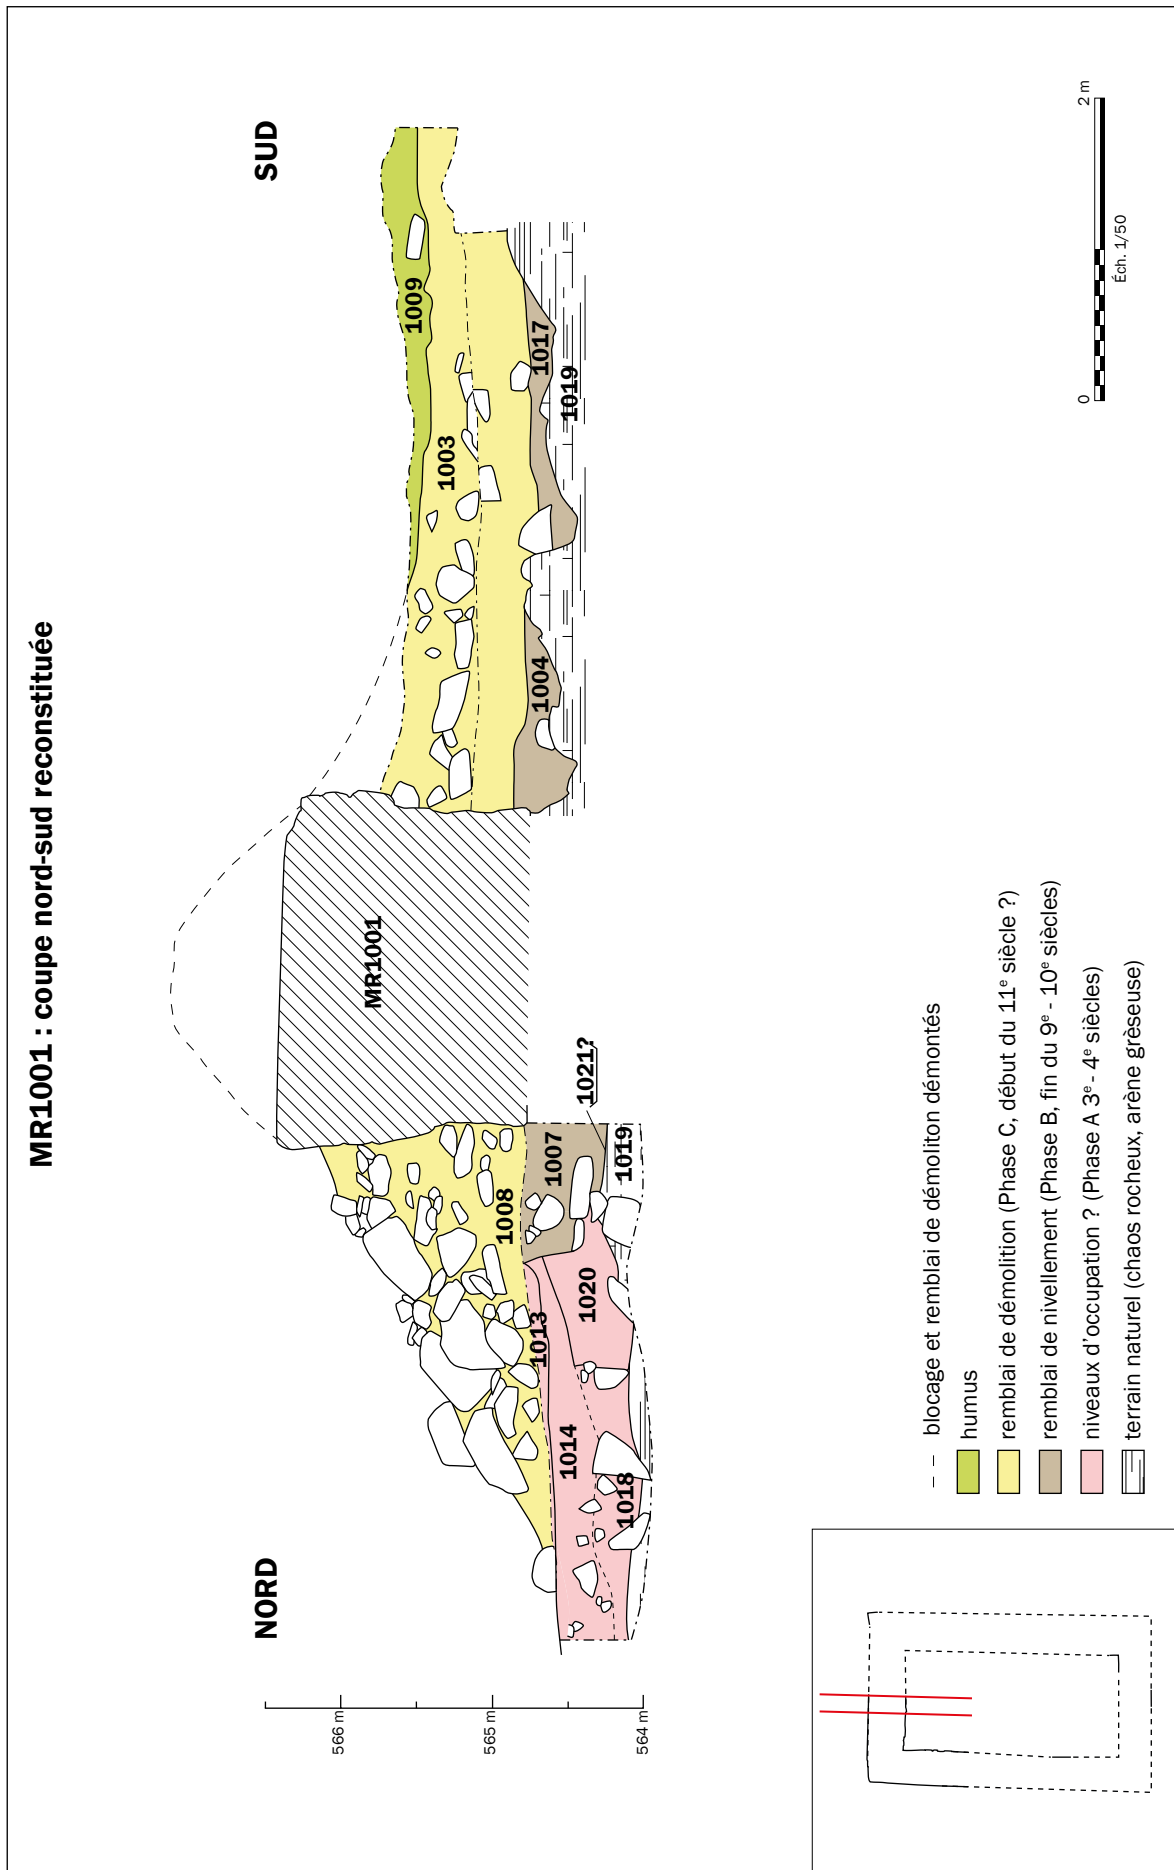 MR1001 : coupe nord-sud reconstituée
NORD
SUD
566 m
565 m
564 m
MR1001
1009
1003
1017
1019
1004
1021?
1007
1019
1008
1013
1020
1014
1018
0
2 m
Éch. 1/50
blocage et remblai de démoliton démontés
humus
remblai de démolition (Phase C, début du 11e siècle ?)
remblai de nivellement (Phase B, fin du 9e - 10e siècles)
niveaux d'occupation ? (Phase A 3e - 4e siècles)
terrain naturel (chaos rocheux, arène grèseuse)